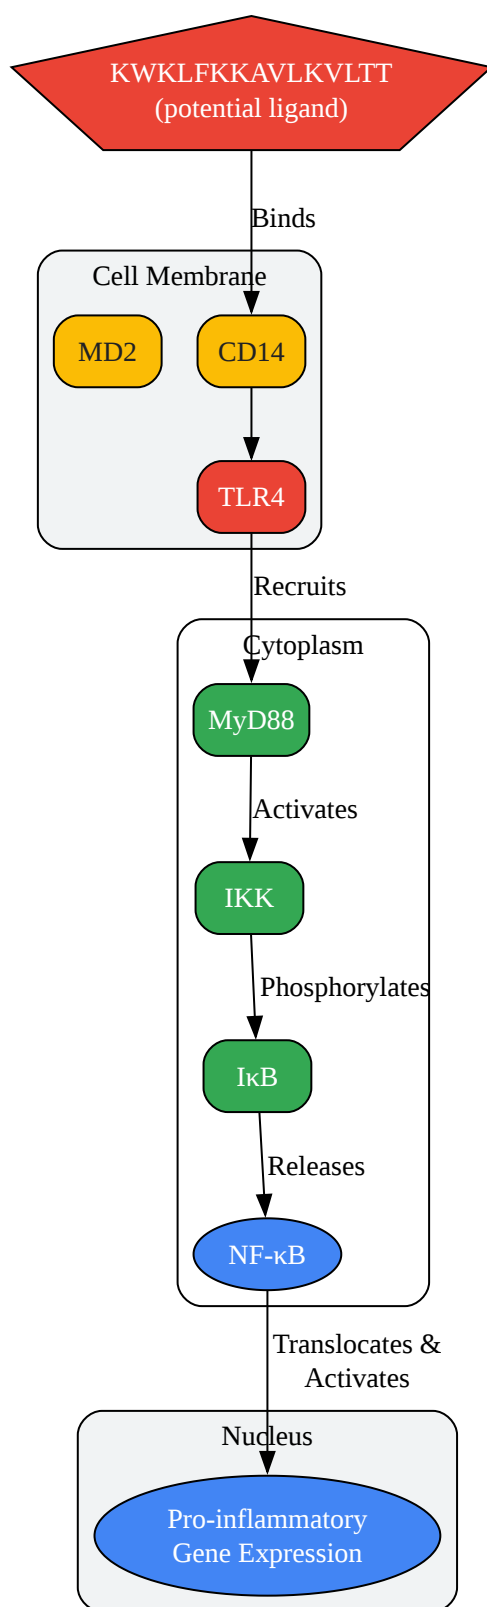 KWKLFKKAVLKVLTT
(potential ligand)
Binds
Cell Membrane
MD2
CD14
TLR4
Recruits
Cytoplasm
MyD88
Activates
IKK
Phosphorylates
IκB
Releases
NF-κB
Translocates &
Activates
Nucleus
Pro-inflammatory
Gene Expression